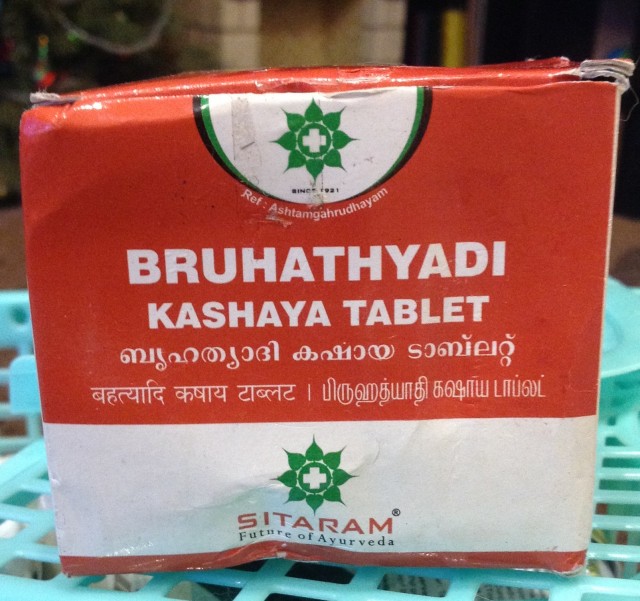 SINCE 1921
Ref : Ashtamgahrudhayam
BRUHATHYADI
KASHAYA TABLET
ബൃഹത്യാദി കഷായ ടാബ്ലറ്റ്
बहत्यादि कषाय टाब्लट । பிருஹத்யாதி கஷாய டாப்லட்
SITARAM®
Future of Ayurveda